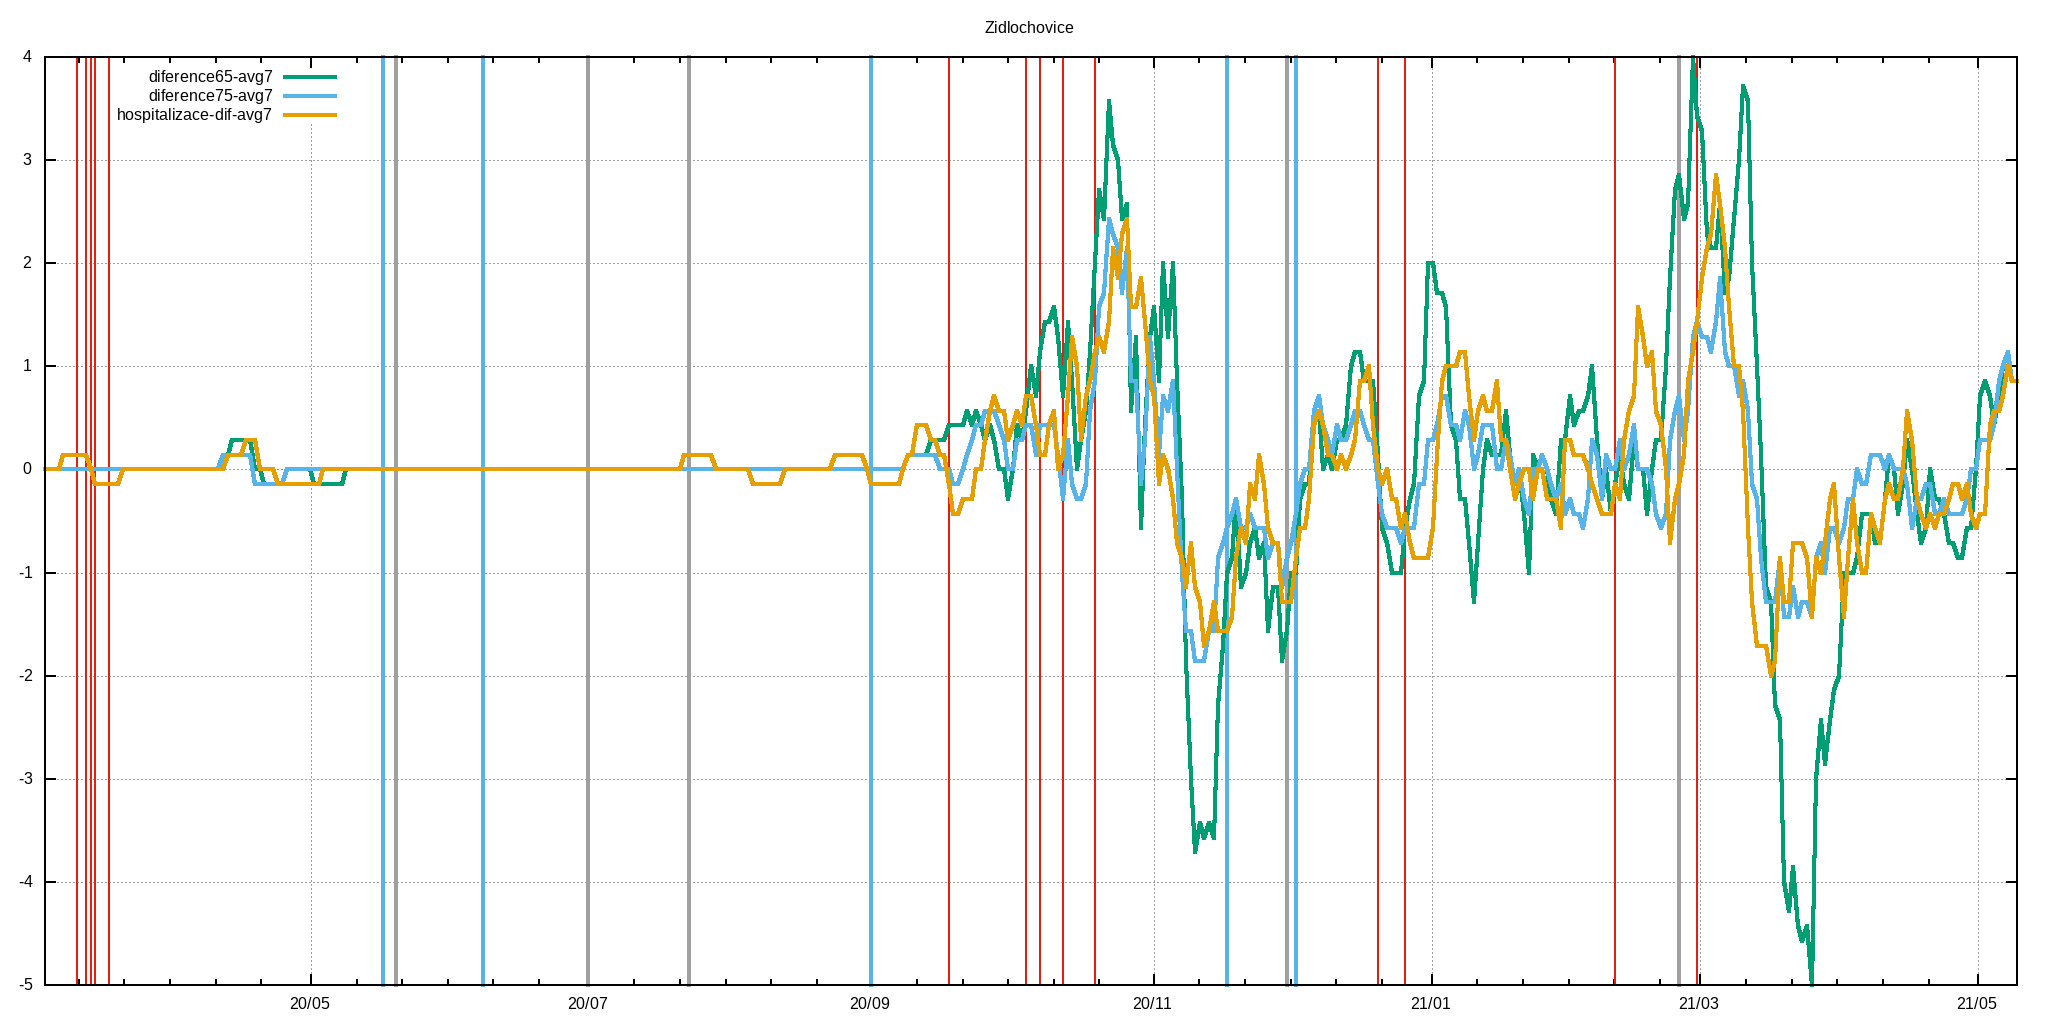 Zidlochovice
diference65-avg7
diference75-avg7
hospitalizace-dif-avg7
4
3
2
1
0
-1
-2
-3
-4
-5
20/05 20/07 20/09 20/11 21/01 21/03 21/05